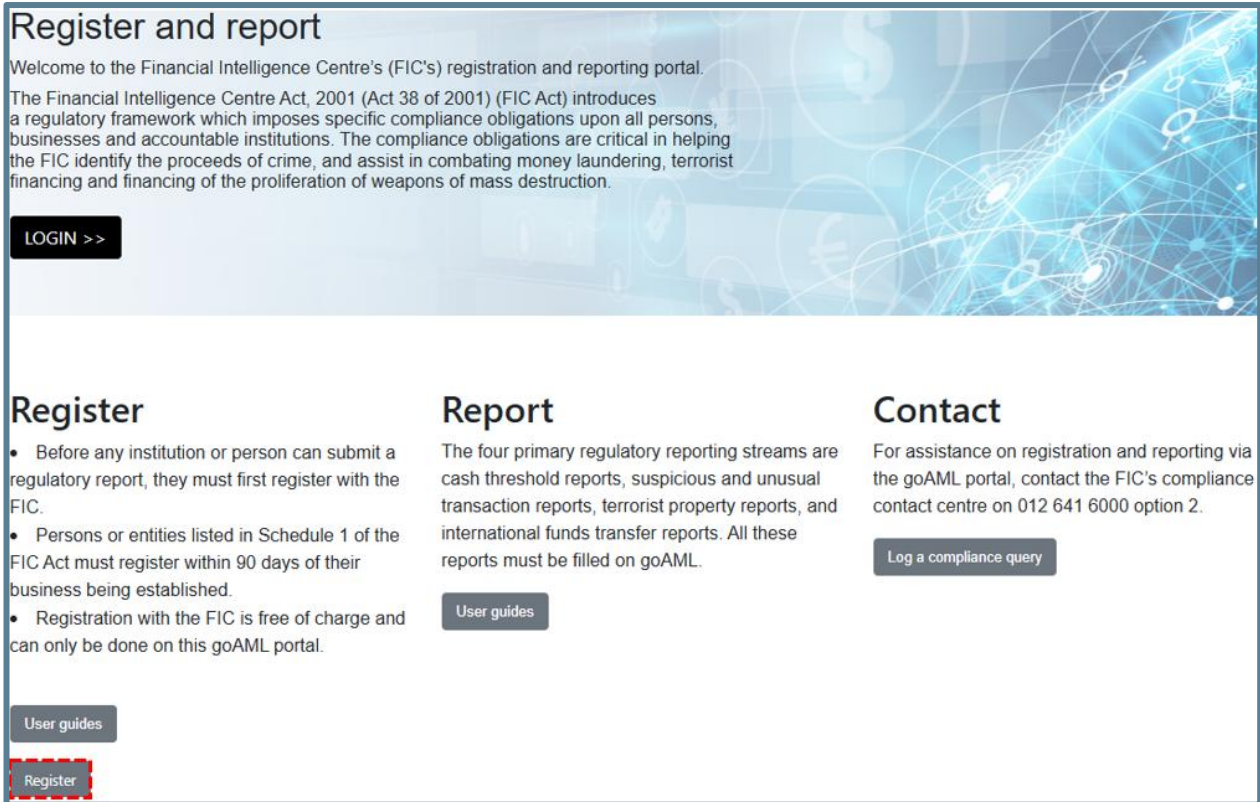 Register and report
Welcome to the Financial Intelligence Centre's (FIC's) registration and reporting portal.
The Financial Intelligence Centre Act, 2001 (Act 38 of 2001) (FIC Act) introduces
a regulatory framework which imposes specific compliance obligations upon all persons,
businesses and accountable institutions. The compliance obligations are critical in helping
the FIC identify the proceeds of crime, and assist in combating money laundering, terrorist
financing and financing of the proliferation of weapons of mass destruction.
LOGIN >>
Register
• Before any institution or person can submit a
regulatory report, they must first register with the
FIC.
• Persons or entities listed in Schedule 1 of the
FIC Act must register within 90 days of their
business being established.
• Registration with the FIC is free of charge and
can only be done on this goAML portal.
User guides
Register
Report
The four primary regulatory reporting streams are
cash threshold reports, suspicious and unusual
transaction reports, terrorist property reports, and
international funds transfer reports. All these
reports must be filled on goAML.
User guides
Contact
For assistance on registration and reporting via
the goAML portal, contact the FIC's compliance
contact centre on 012 641 6000 option 2.
Log a compliance query